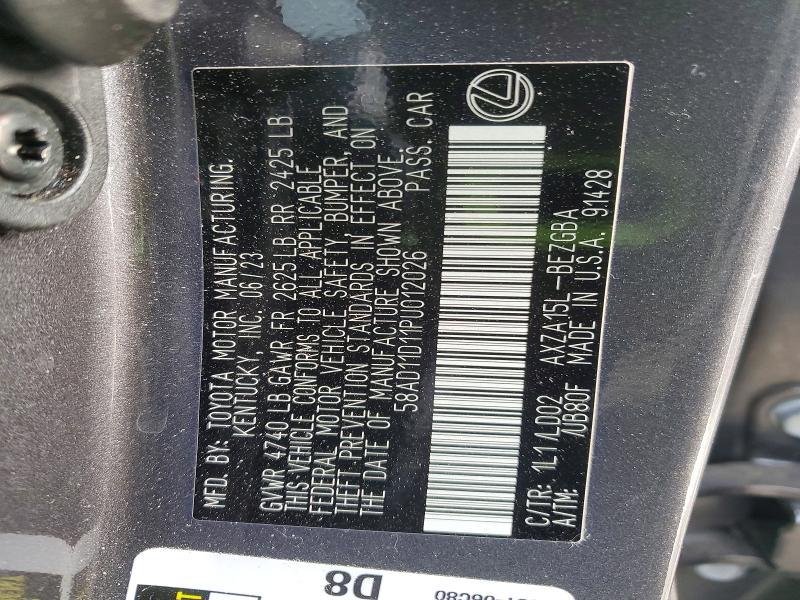 MFD. BY: TOYOTA MOTOR MANUFACTURING.
KENTUCKY, INC. 06/23
GVWR 4740 LB GAWR FR 2625 LB RR 2425 LB
THIS VEHICLE CONFORMS TO ALL APPLICABLE
FEDERAL MOTOR VEHICLE SAFETY, BUMPER, AND
THEFT PREVENTION STANDARDS IN EFFECT ON
THE DATE OF MANUFACTURE SHOWN ABOVE.
58AD11D11PU012026 PASS. CAR
C/TR: 1L1/LD02 AXZA15L-BEZGBA
A/TM: /UB80F MADE IN U.S.A. 91428
D8